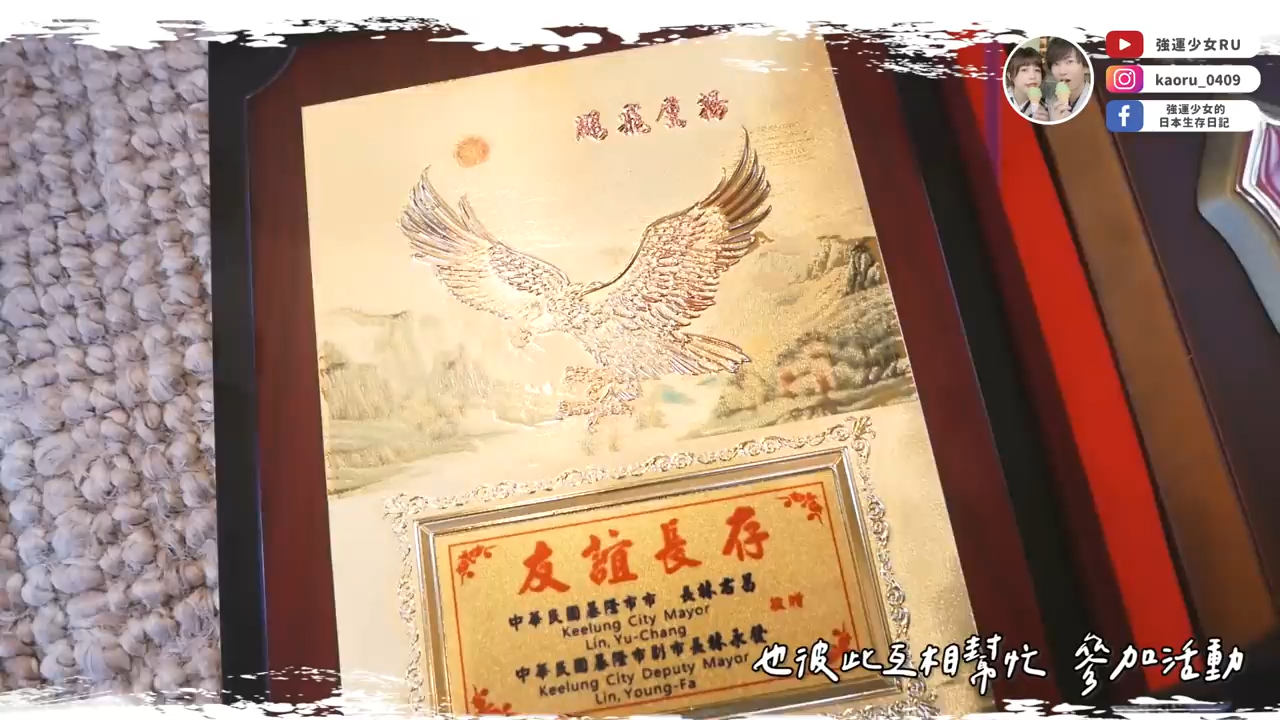 強運少女RU
kaoru_0409
強運少女的
日本生存日記
鵬飛鷹揚
友誼長存
中華民國基隆市市 長林右昌
Keelung City Mayor
Lin, Yu-Chang
敬贈
中華民國基隆市副市長林永發
Keelung City Deputy Mayor
Lin, Young-Fa
也彼此互相幫忙 參加活動